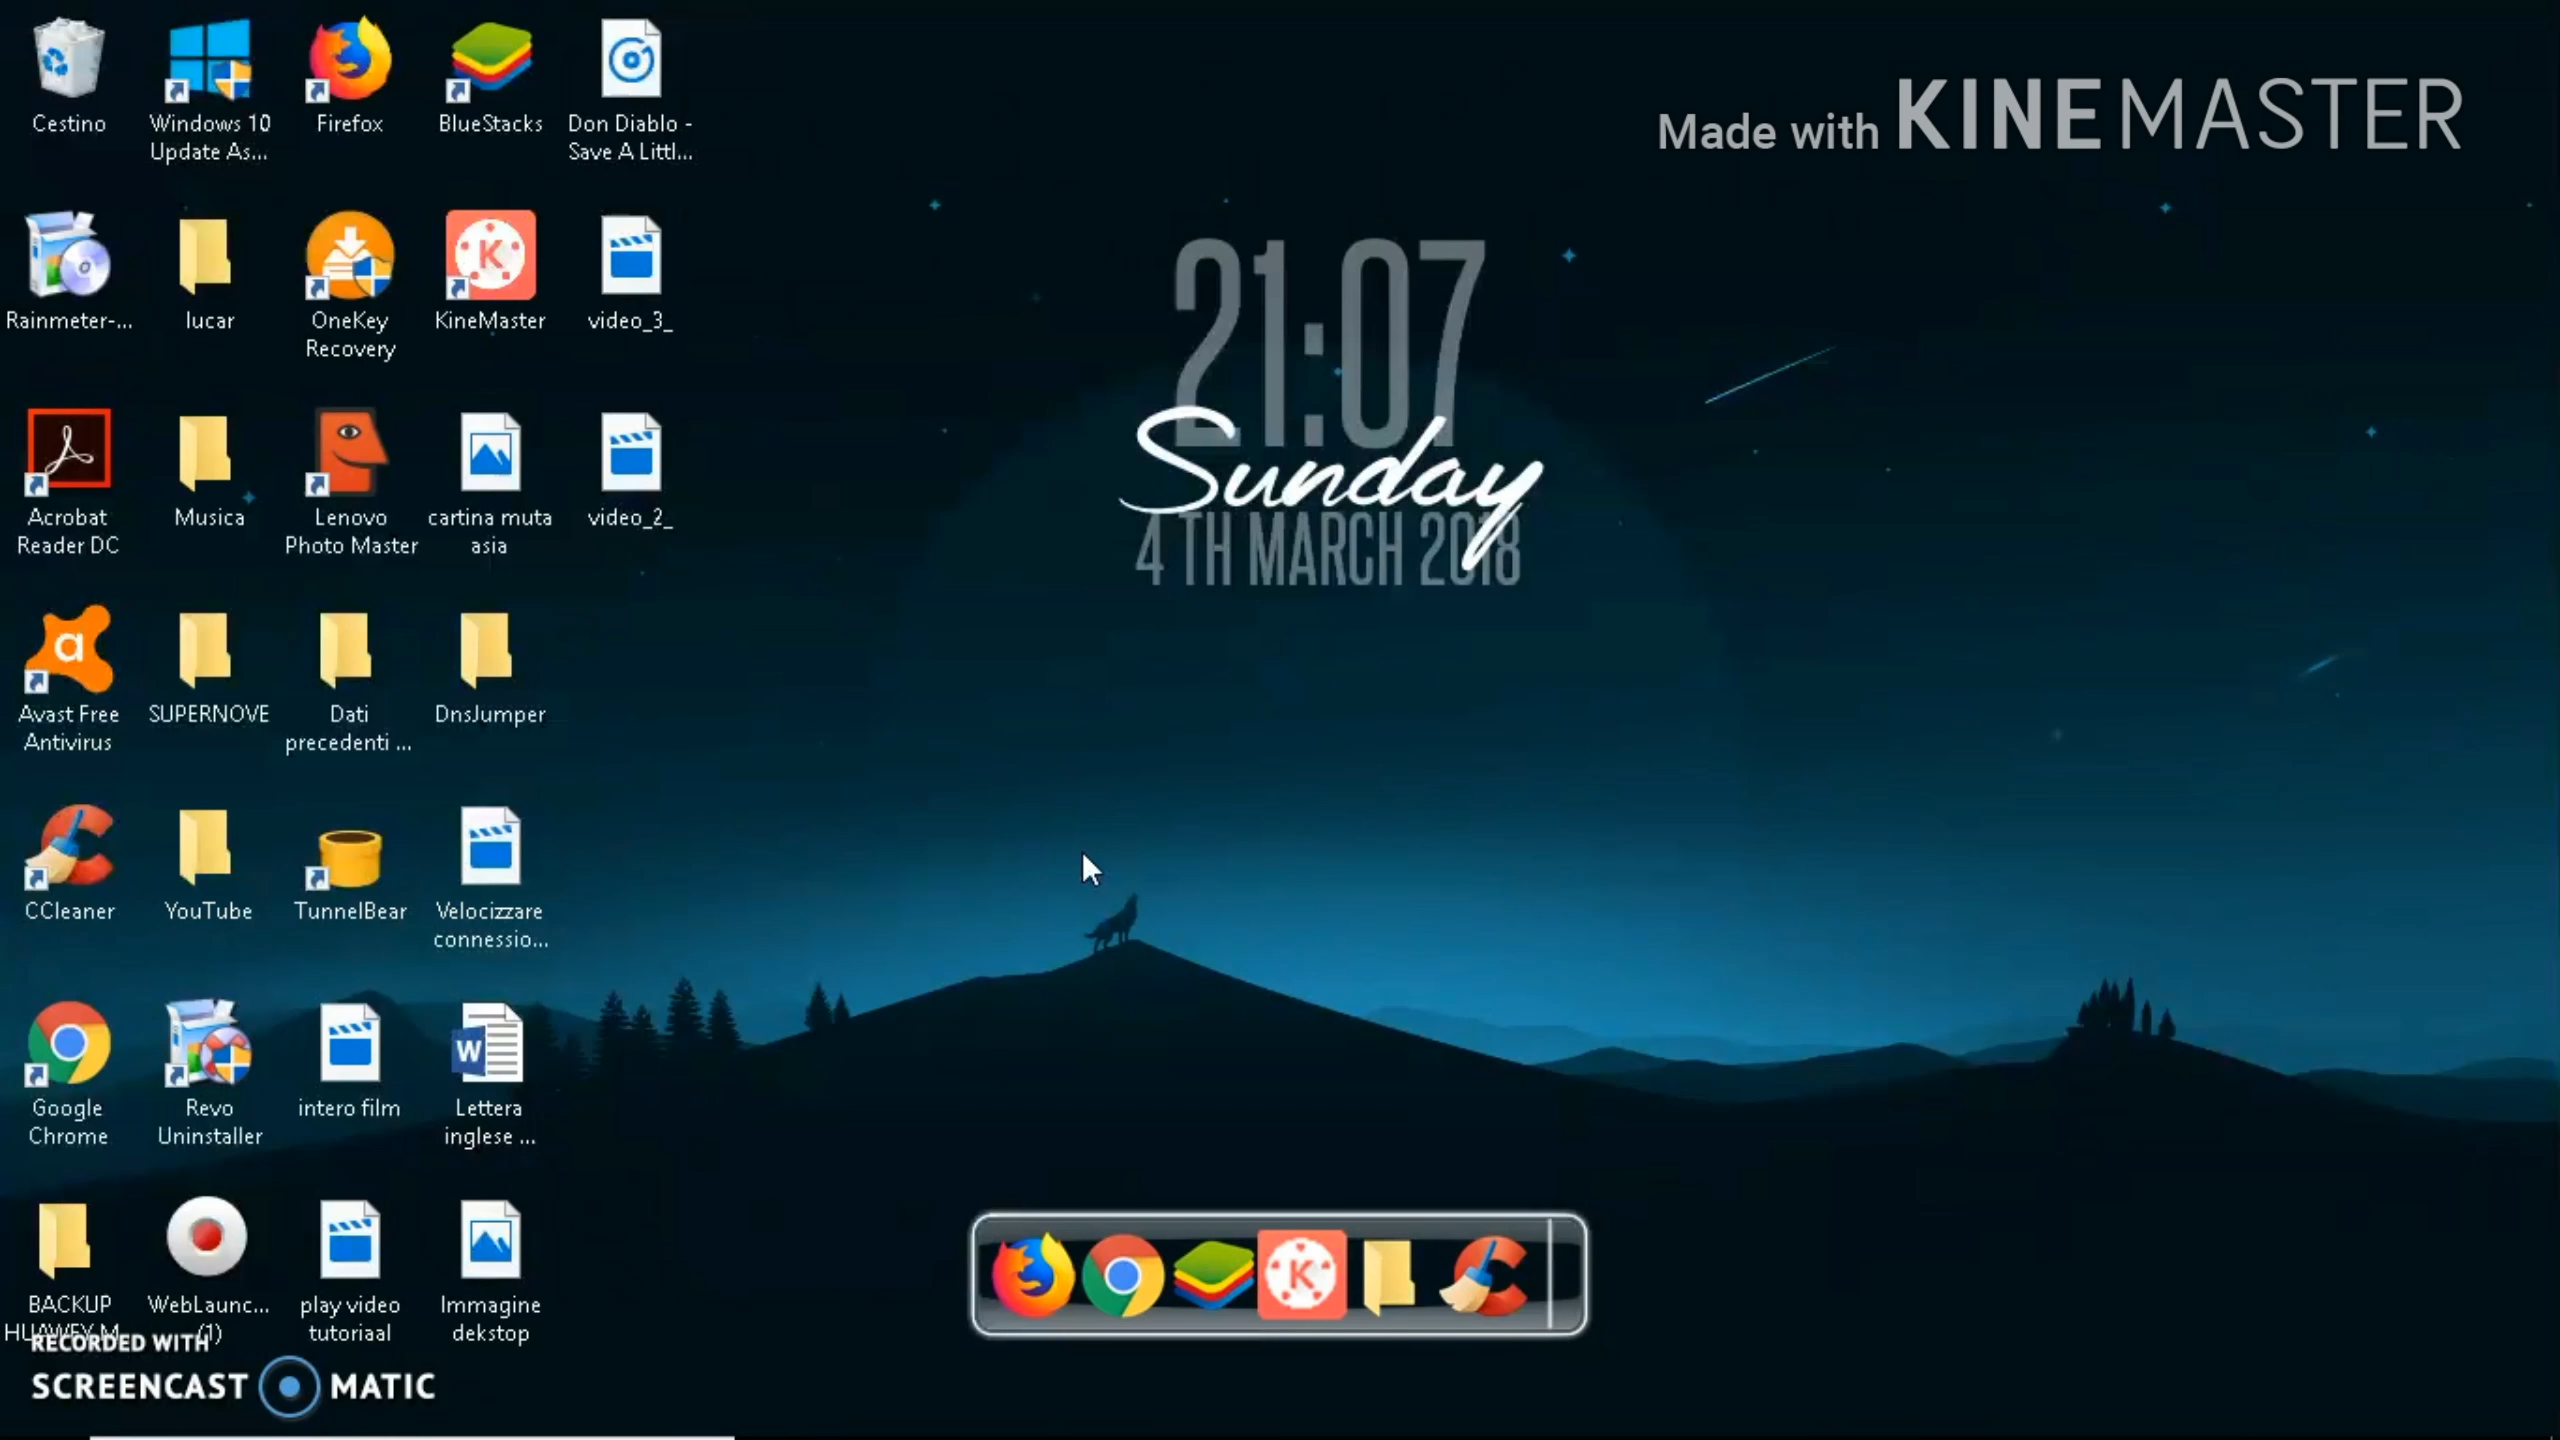 Cestino
Windows 10
Update As...
Firefox
BlueStacks
Don Diablo -
Save A Littl...
Made with KINEMASTER
Rainmeter-...
lucar
OneKey
Recovery
KineMaster
video_3_
21:07
Sunday
4 TH MARCH 2018
Acrobat
Reader DC
Musica
Lenovo
Photo Master
cartina muta
asia
video_2_
Avast Free
Antivirus
SUPERNOVE
Dati
precedenti ...
DnsJumper
CCleaner
YouTube
TunnelBear
Velocizzare
connessio...
Google
Chrome
Revo
Uninstaller
intero film
Lettera
inglese ...
BACKUP
HUAWEY M...
WebLaunc...
(1)
play video
tutoriaal
Immagine
dekstop
RECORDED WITH
SCREENCAST MATIC